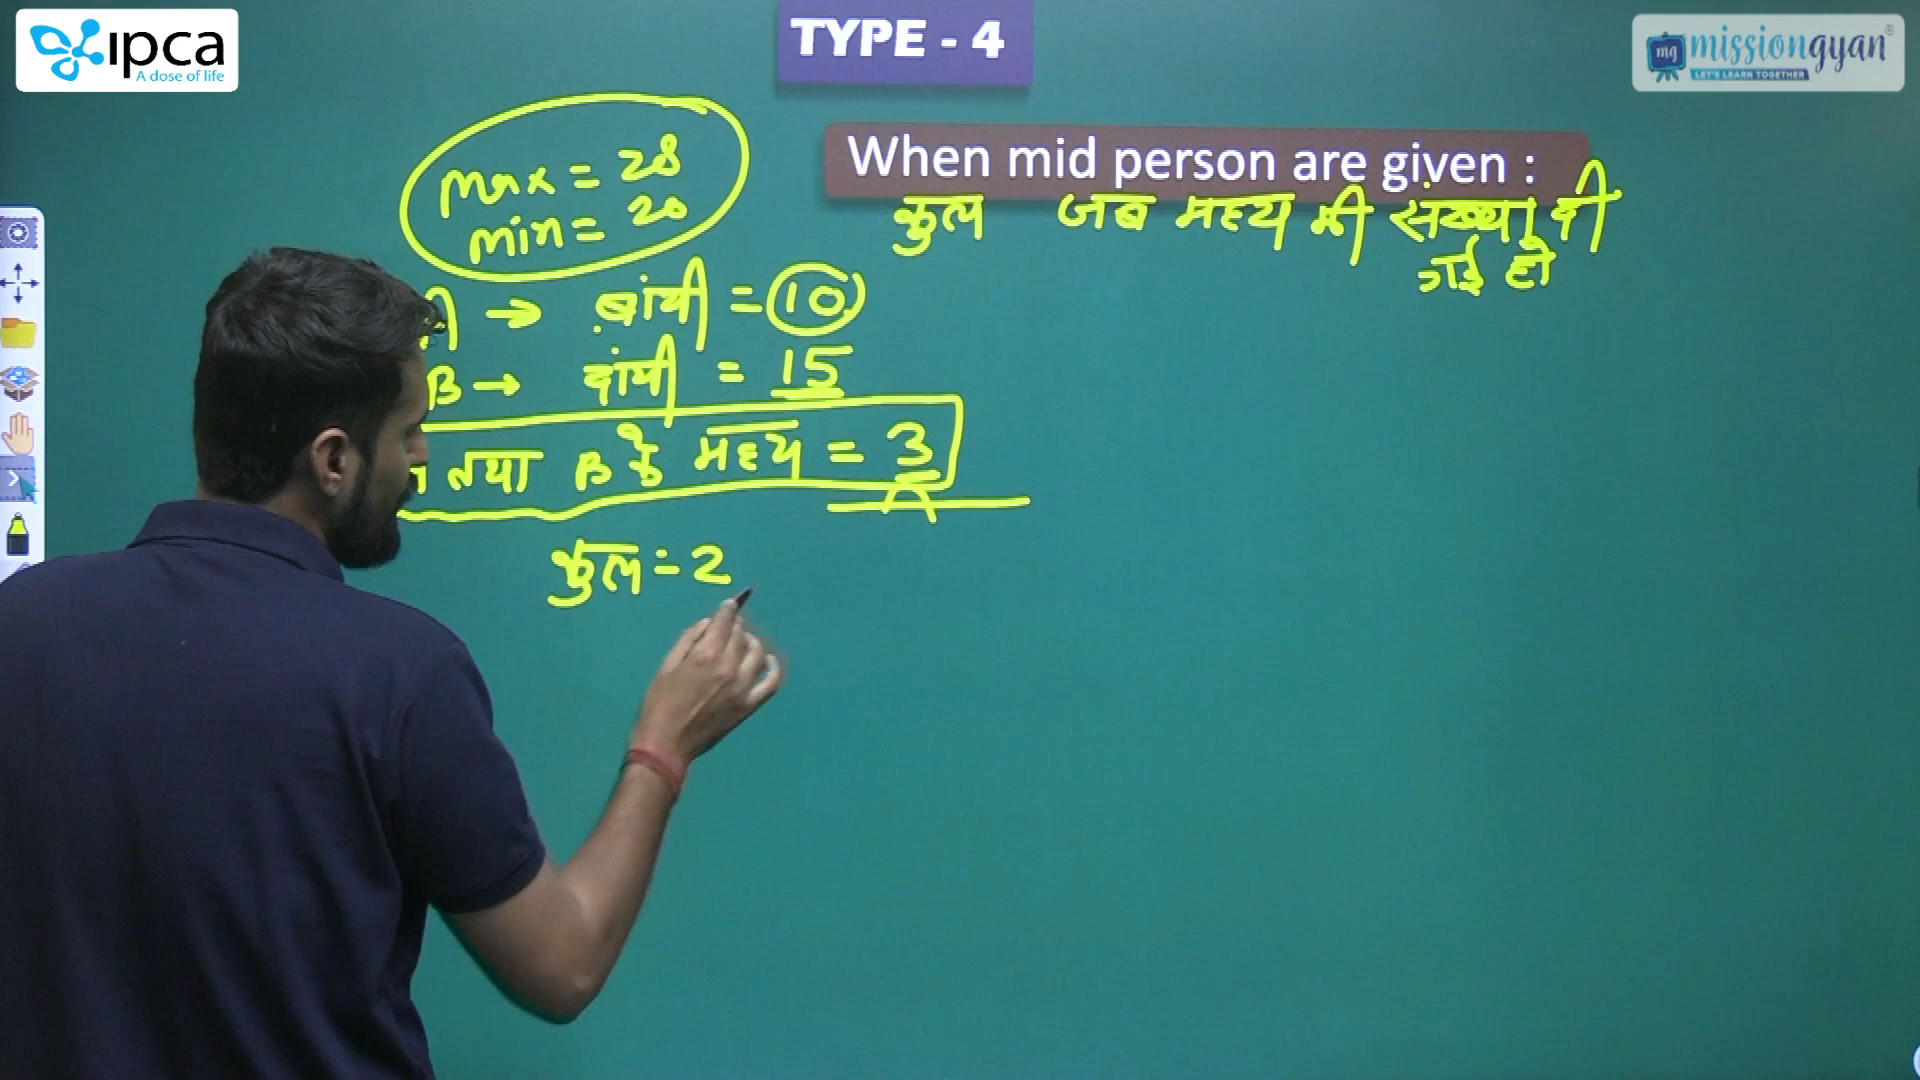 ipca
A dose of life
TYPE - 4
mg missiongyan
LET'S LEARN TOGETHER
When mid person are given :
कुल जब मध्य की संख्या दी
गई हो
max = 28
min = 20
→ बांयी = 10
B → दांयी = 15
तथा B के मध्य = 3
कुल = 2